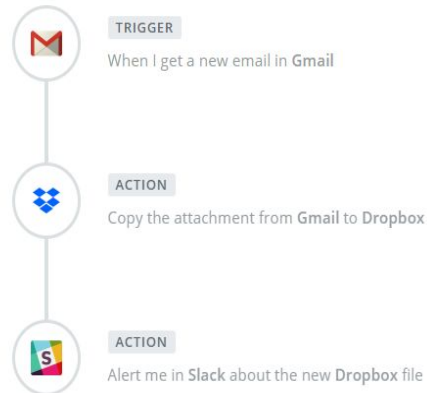 TRIGGER
When I get a new email in Gmail
ACTION
Copy the attachment from Gmail to Dropbox
S
ACTION
Alert me in Slack about the new Dropbox file